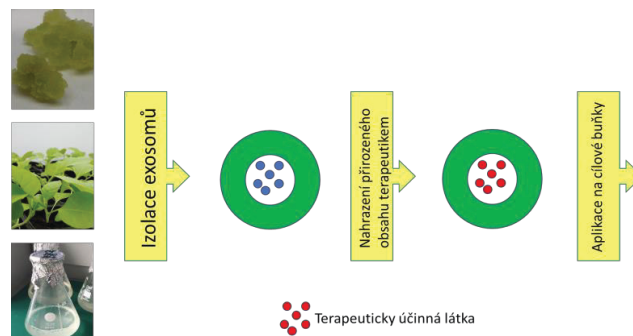 Izolace exosomů
Nahrazení přirozeného
obsahu terapeutikem
Aplikace na cílové buňky
Terapeuticky účinná látka